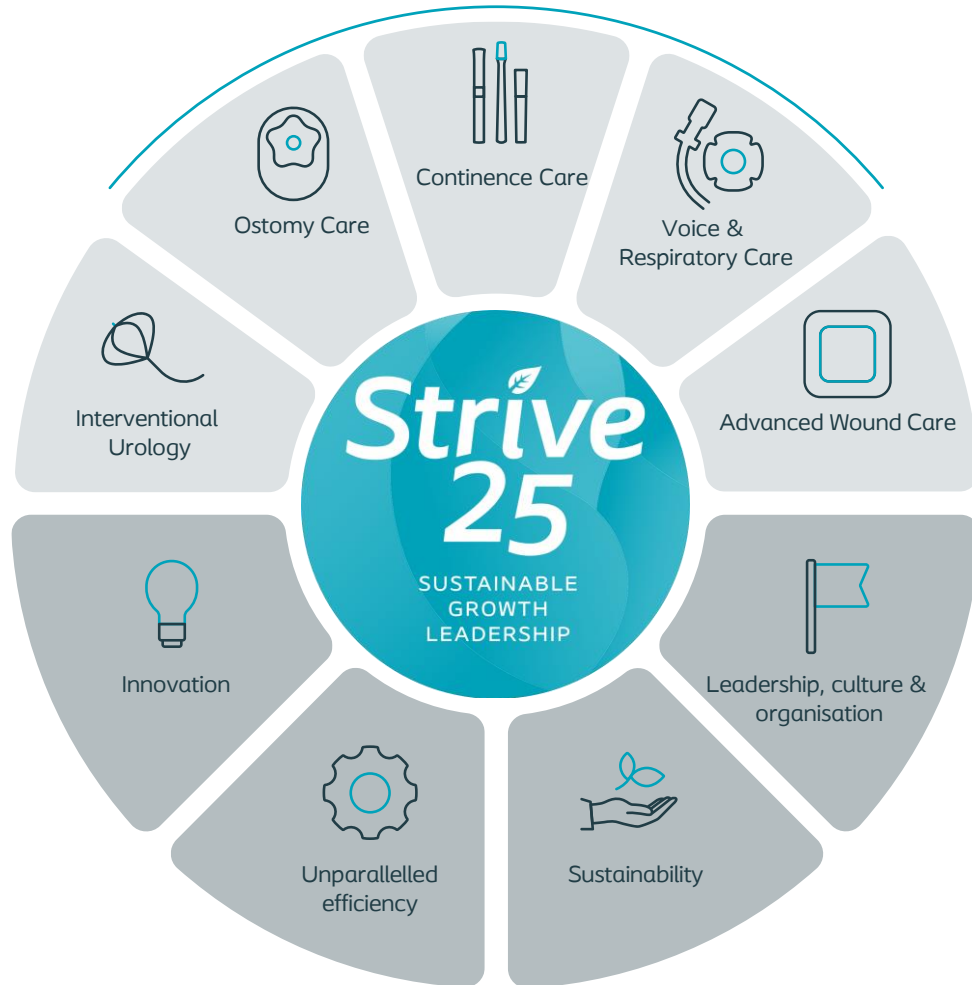 Continence Care
Ostomy Care
Voice &
Respiratory Care
Interventional
Urology
Advanced Wound Care
Strive
25
SUSTAINABLE
GROWTH
LEADERSHIP
Innovation
Leadership, culture &
organisation
Unparallelled
efficiency
Sustainability